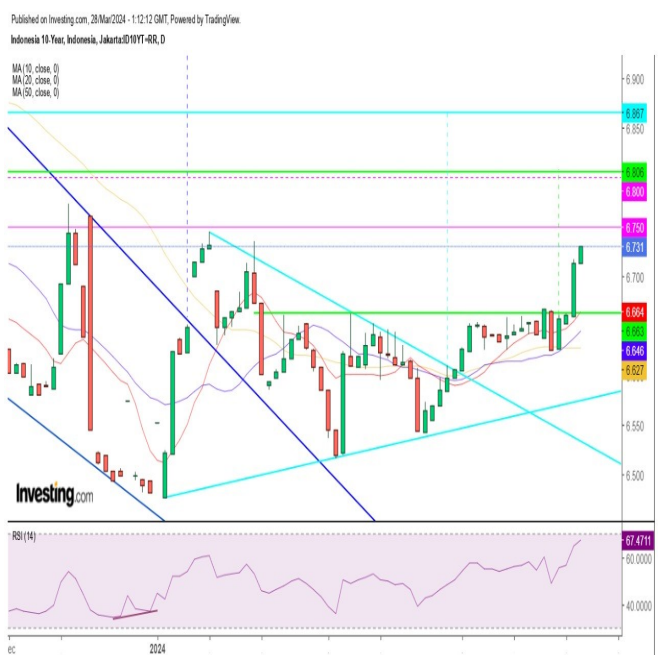 Published on Investing.com, 28/Mar/2024 - 1:12:12 GMT, Powered by TradingView.
Indonesia 10-Year, Indonesia, Jakarta:ID10YT=RR, D
MA (10, close, 0)
MA (20, close, 0)
MA (50, close, 0)
6.900
6.867
6.850
6.806
6.800
6.750
6.731
6.700
6.664
6.663
6.646
6.627
6.550
6.500
Investing.com
RSI (14)
67.4711
60.0000
40.0000
ec
2024